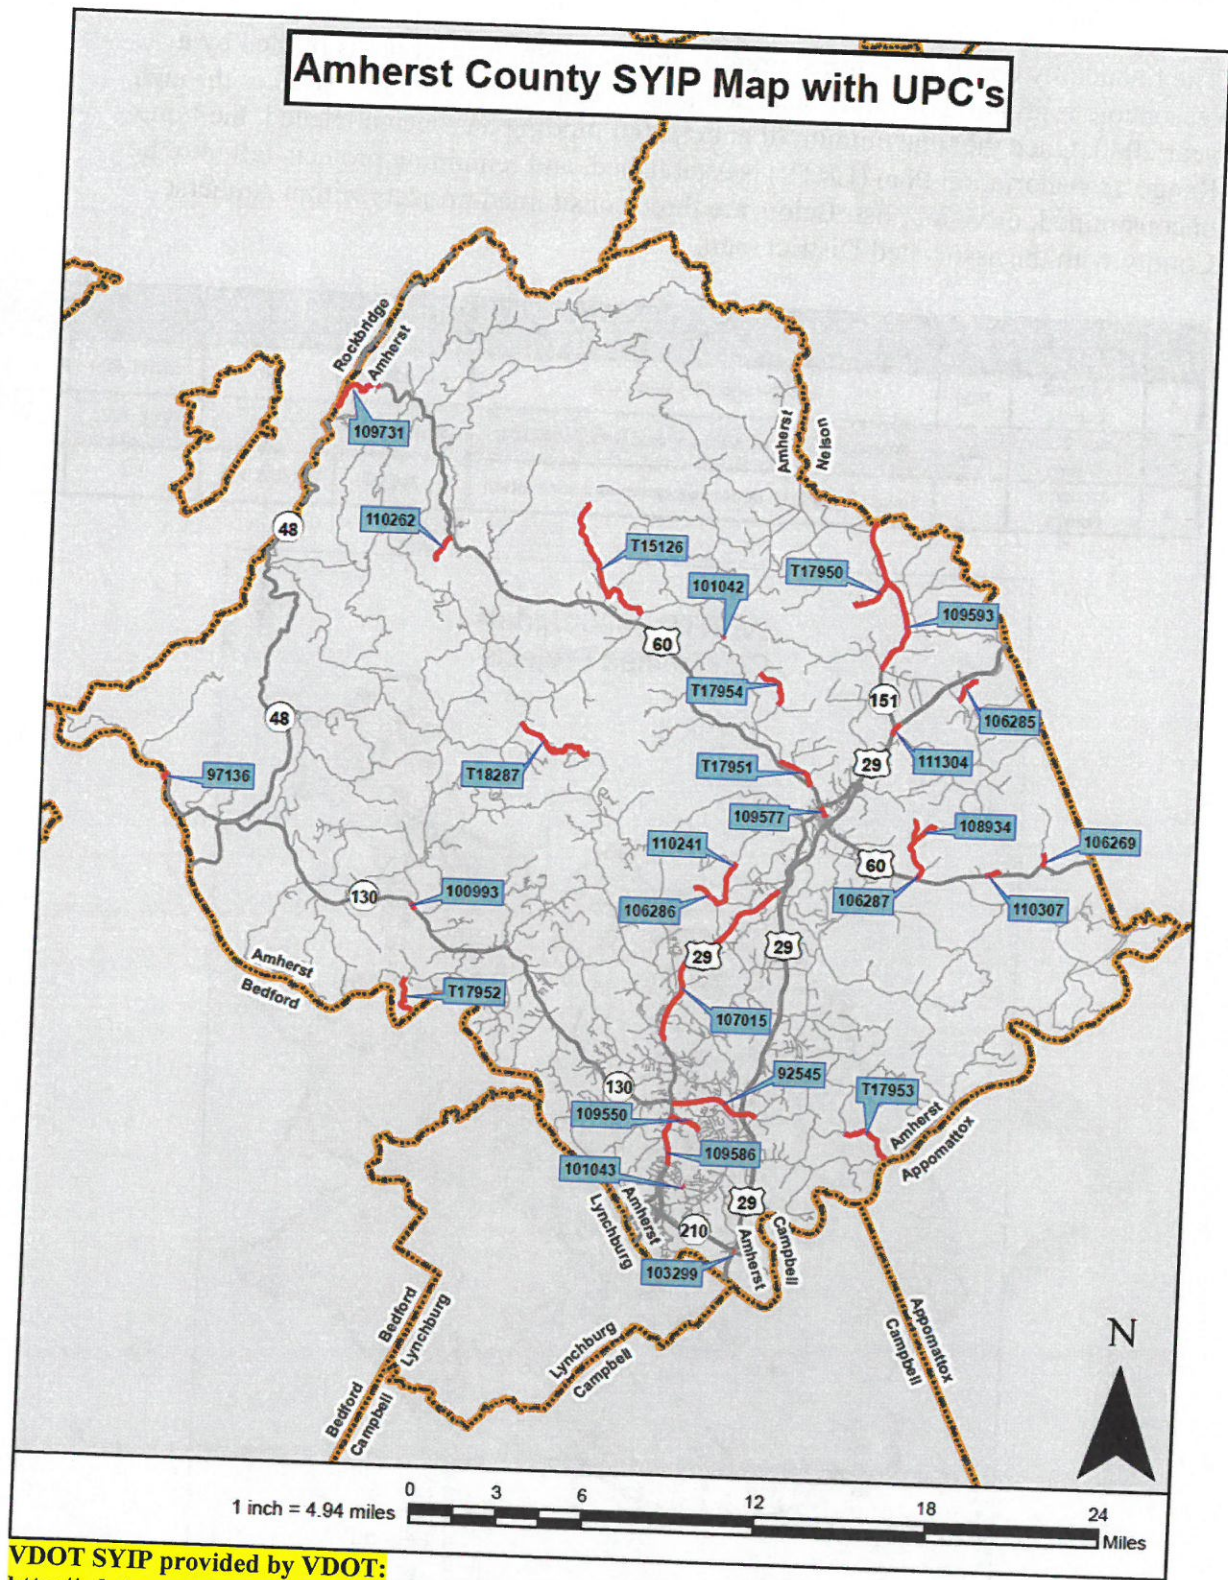 Amherst County SYIP Map with UPC's
Rockbridge
Amherst
109731
Amherst
Nelson
48
110262
T15126
T17950
101042
109593
60
T17954
151
48
106285
97136
T18287
T17951
29
111304
109577
108934
110241
106269
60
130
100993
106286
106287
110307
29
29
Amherst
Bedford
T17952
107015
130
92545
T17953
109550
Amherst
Appomattox
109586
101043
Amherst
Lynchburg
29
210
Amherst
Campbell
103299
Bedford
Lynchburg
Lynchburg
Campbell
Appomattox
Campbell
N
Bedford
Campbell
1 inch = 4.94 miles
0 3 6 12 18 24
Miles
VDOT SYIP provided by VDOT: